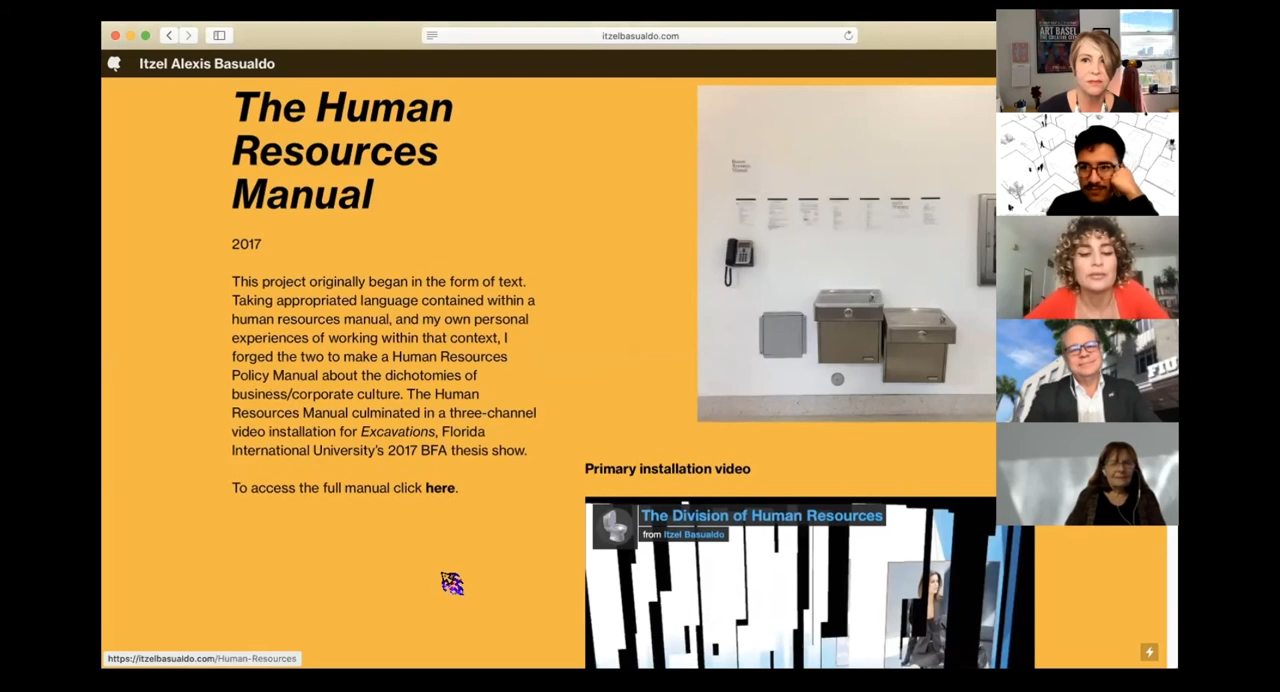 itzelbasualdo.com
Itzel Alexis Basualdo
The Human
Resources
Manual
2017
This project originally began in the form of text.
Taking appropriated language contained within a
human resources manual, and my own personal
experiences of working within that context, I
forged the two to make a Human Resources
Policy Manual about the dichotomies of
business/corporate culture. The Human
Resources Manual culminated in a three-channel
video installation for Excavations, Florida
International University's 2017 BFA thesis show.
To access the full manual click here.
Primary installation video
The Division of Human Resources
from Itzel Basualdo
https://itzelbasualdo.com/Human-Resources
ART BASEL
FIU